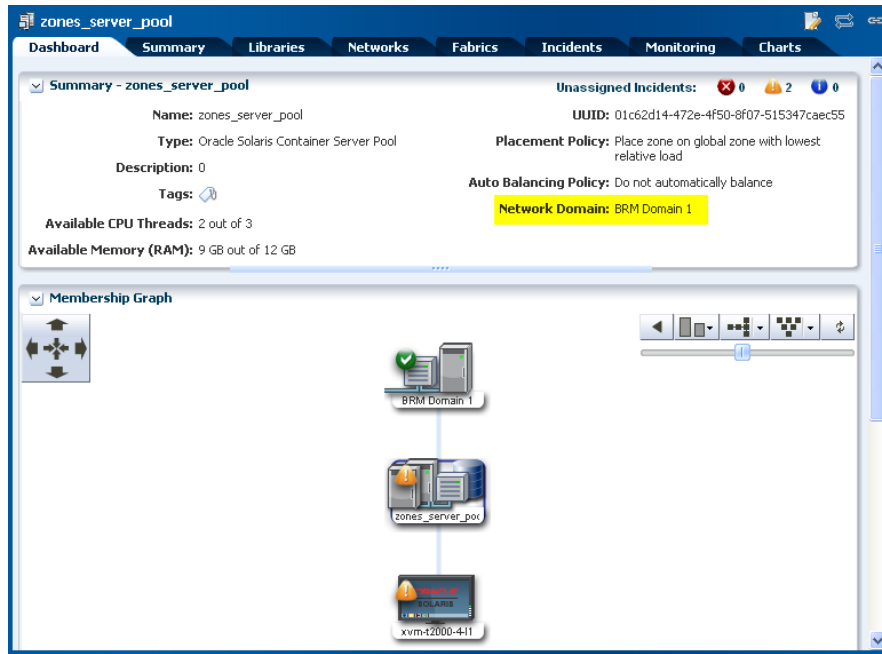 zones_server_pool
Dashboard Summary Libraries Networks Fabrics Incidents Monitoring Charts
Summary - zones_server_pool
Unassigned Incidents: 0 2 0
Name: zones_server_pool
UUID: 01c62d14-472e-4f50-8f07-515347caec55
Type: Oracle Solaris Container Server Pool
Placement Policy: Place zone on global zone with lowest
relative load
Description: 0
Auto Balancing Policy: Do not automatically balance
Tags:
Network Domain: BRM Domain 1
Available CPU Threads: 2 out of 3
Available Memory (RAM): 9 GB out of 12 GB
Membership Graph
BRM Domain 1
zones_server_poo
SOLARIS
xvm-t2000-4-l1